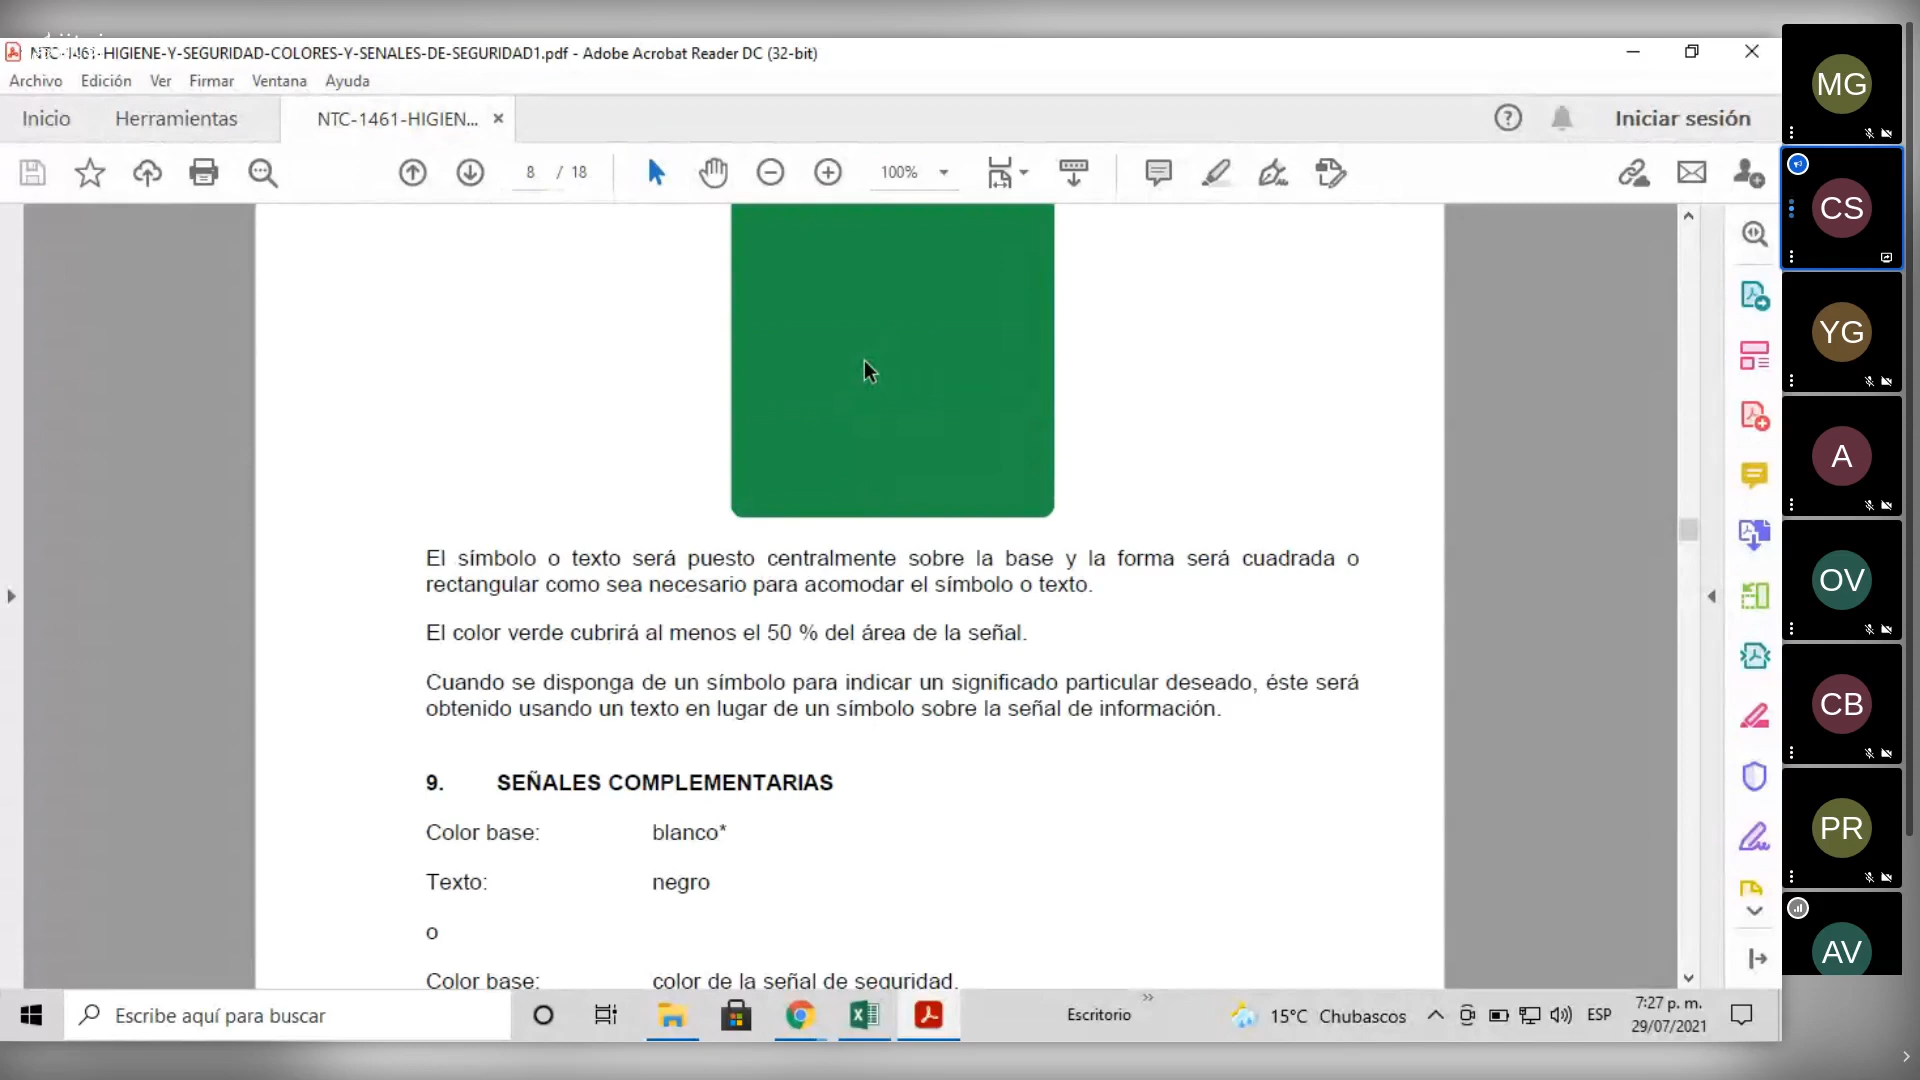 NTC-1461-HIGIENE-Y-SEGURIDAD-COLORES-Y-SENALES-DE-SEGURIDAD1.pdf - Adobe Acrobat Reader DC (32-bit)
Archivo Edición Ver Firmar Ventana Ayuda
Inicio Herramientas NTC-1461-HIGIEN... × Iniciar sesión
8 / 18 100%
El símbolo o texto será puesto centralmente sobre la base y la forma será cuadrada o
rectangular como sea necesario para acomodar el símbolo o texto.
El color verde cubrirá al menos el 50 % del área de la señal.
Cuando se disponga de un símbolo para indicar un significado particular deseado, éste será
obtenido usando un texto en lugar de un símbolo sobre la señal de información.
9. SEÑALES COMPLEMENTARIAS
Color base: blanco*
Texto: negro
o
Color base: color de la señal de seguridad.
Escribe aquí para buscar
Escritorio
15°C Chubascos
ESP
7:27 p. m.
29/07/2021
MG
CS
YG
A
OV
CB
PR
AV